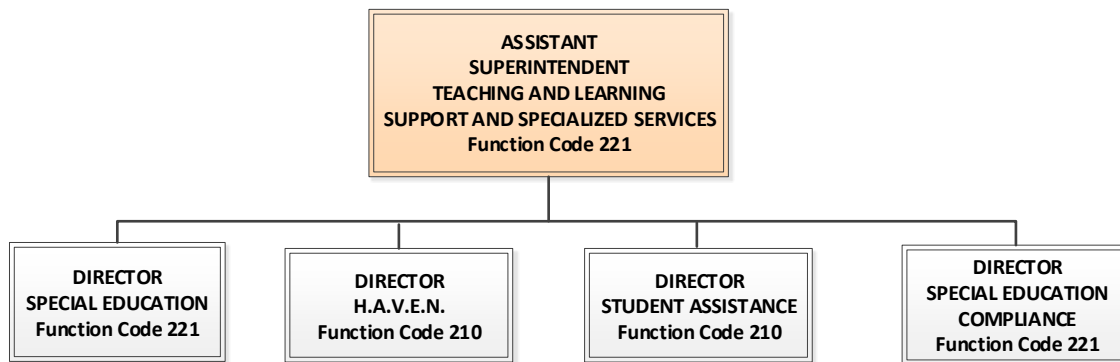 ASSISTANT
SUPERINTENDENT
TEACHING AND LEARNING
SUPPORT AND SPECIALIZED SERVICES
Function Code 221
DIRECTOR
SPECIAL EDUCATION
Function Code 221
DIRECTOR
H.A.V.E.N.
Function Code 210
DIRECTOR
STUDENT ASSISTANCE
Function Code 210
DIRECTOR
SPECIAL EDUCATION
COMPLIANCE
Function Code 221